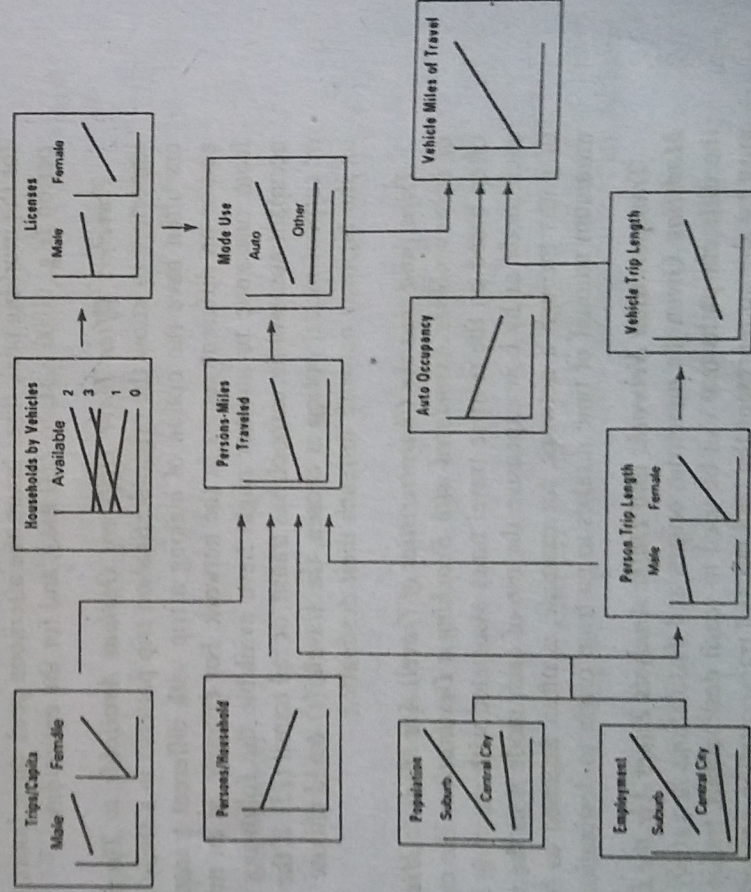 Trips/Capita
Male Female
Households by Vehicles
Available
2
3
1
0
Licenses
Male Female
Persons/Household
Persons-Miles
Traveled
Mode Use
Auto
Other
Population
Suburb
Central City
Auto Occupancy
Vehicle Miles of Travel
Employment
Suburb
Central City
Person Trip Length
Male Female
Vehicle Trip Length